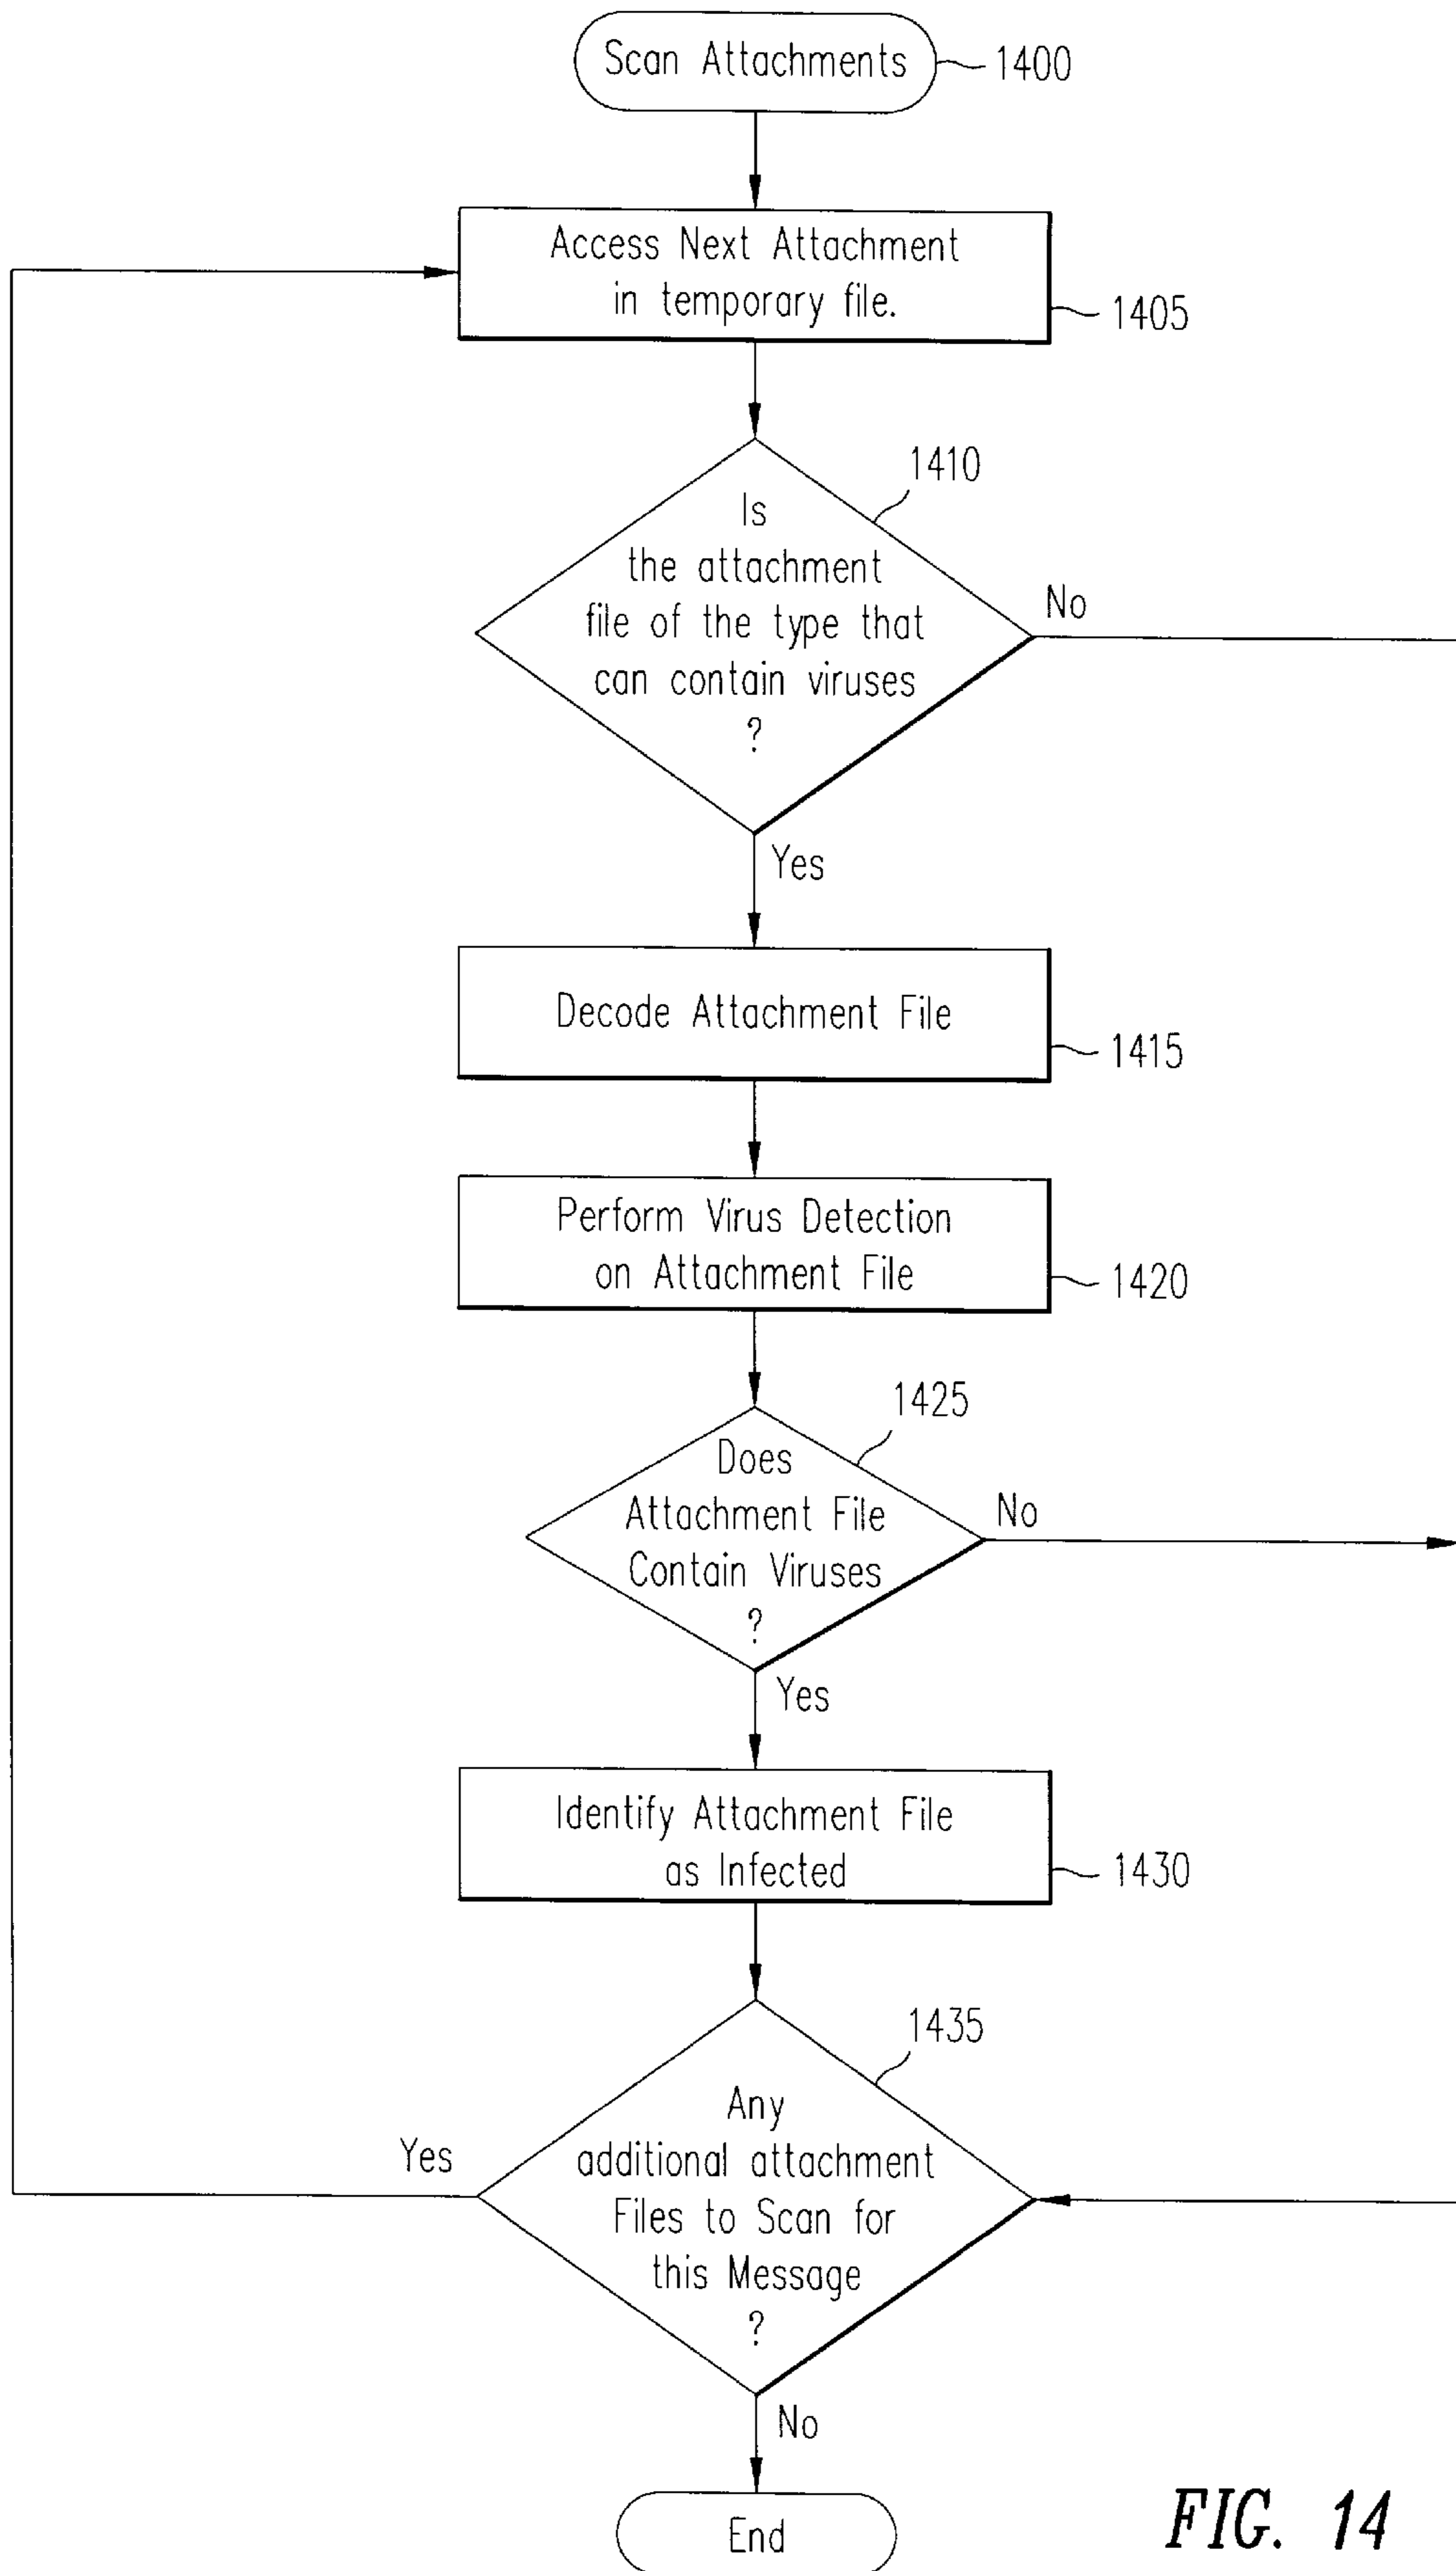 Scan Attachments
1400
Access Next Attachment
in temporary file.
1405
1410
Is
the attachment
file of the type that
can contain viruses
?
No
Yes
Decode Attachment File
1415
Perform Virus Detection
on Attachment File
1420
1425
Does
Attachment File
Contain Viruses
?
No
Yes
Identify Attachment File
as Infected
1430
1435
Any
additional attachment
Files to Scan for
this Message
?
Yes
No
End
FIG. 14